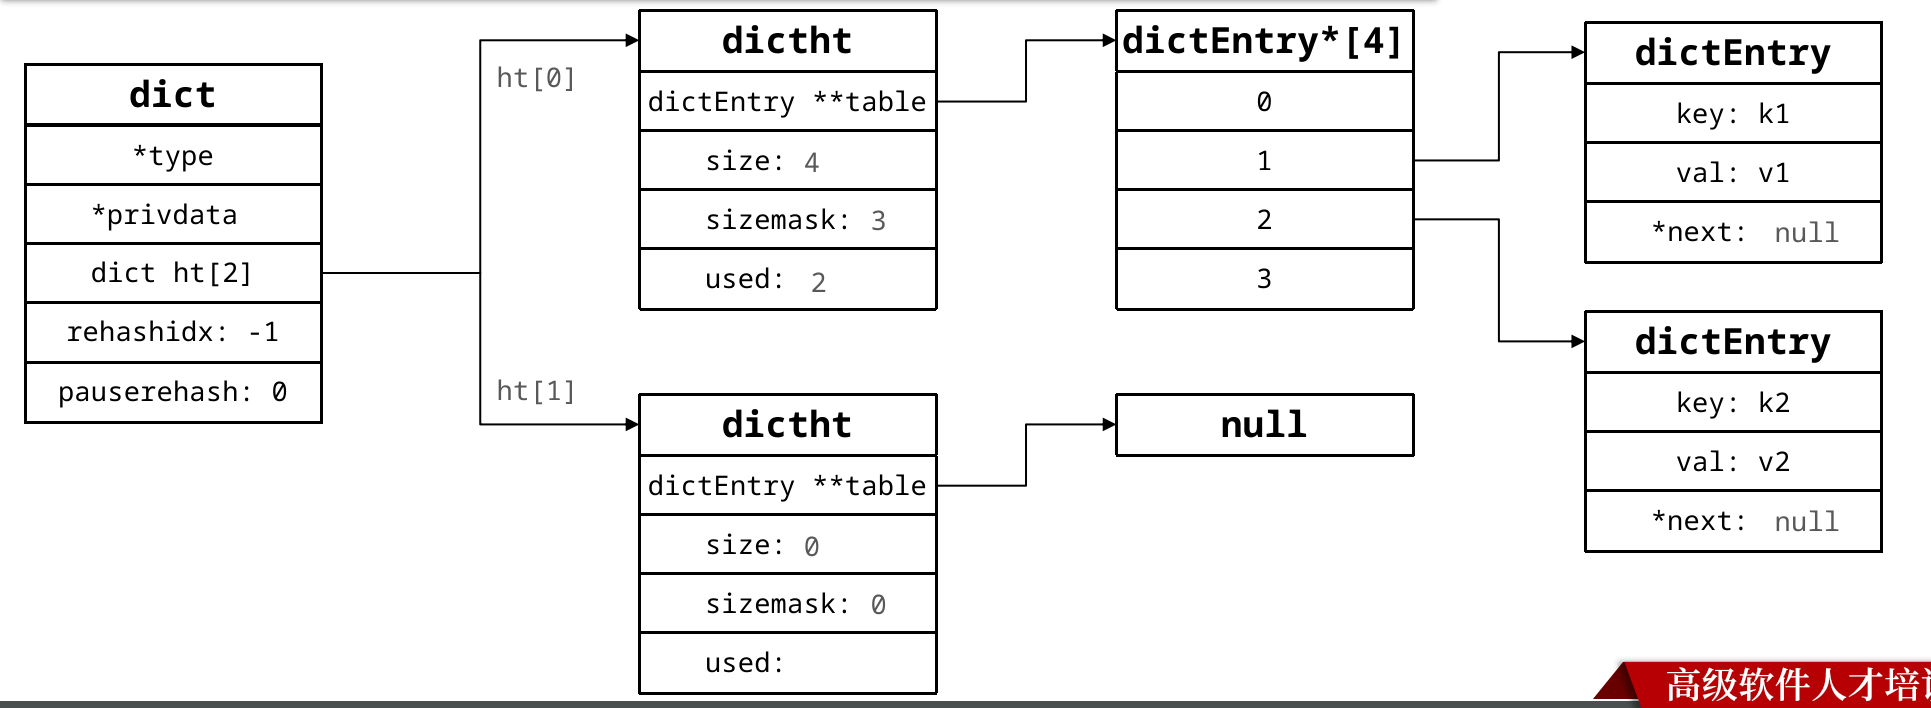 dict
*type
*privdata
dict ht[2]
rehashidx: -1
pauserehash: 0
ht[0]
ht[1]
dictht
dictEntry **table
size: 4
sizemask: 3
used: 2
dictht
dictEntry **table
size: 0
sizemask: 0
used:
dictEntry*[4]
0
1
2
3
null
dictEntry
key: k1
val: v1
*next: null
dictEntry
key: k2
val: v2
*next: null
高级软件人才培